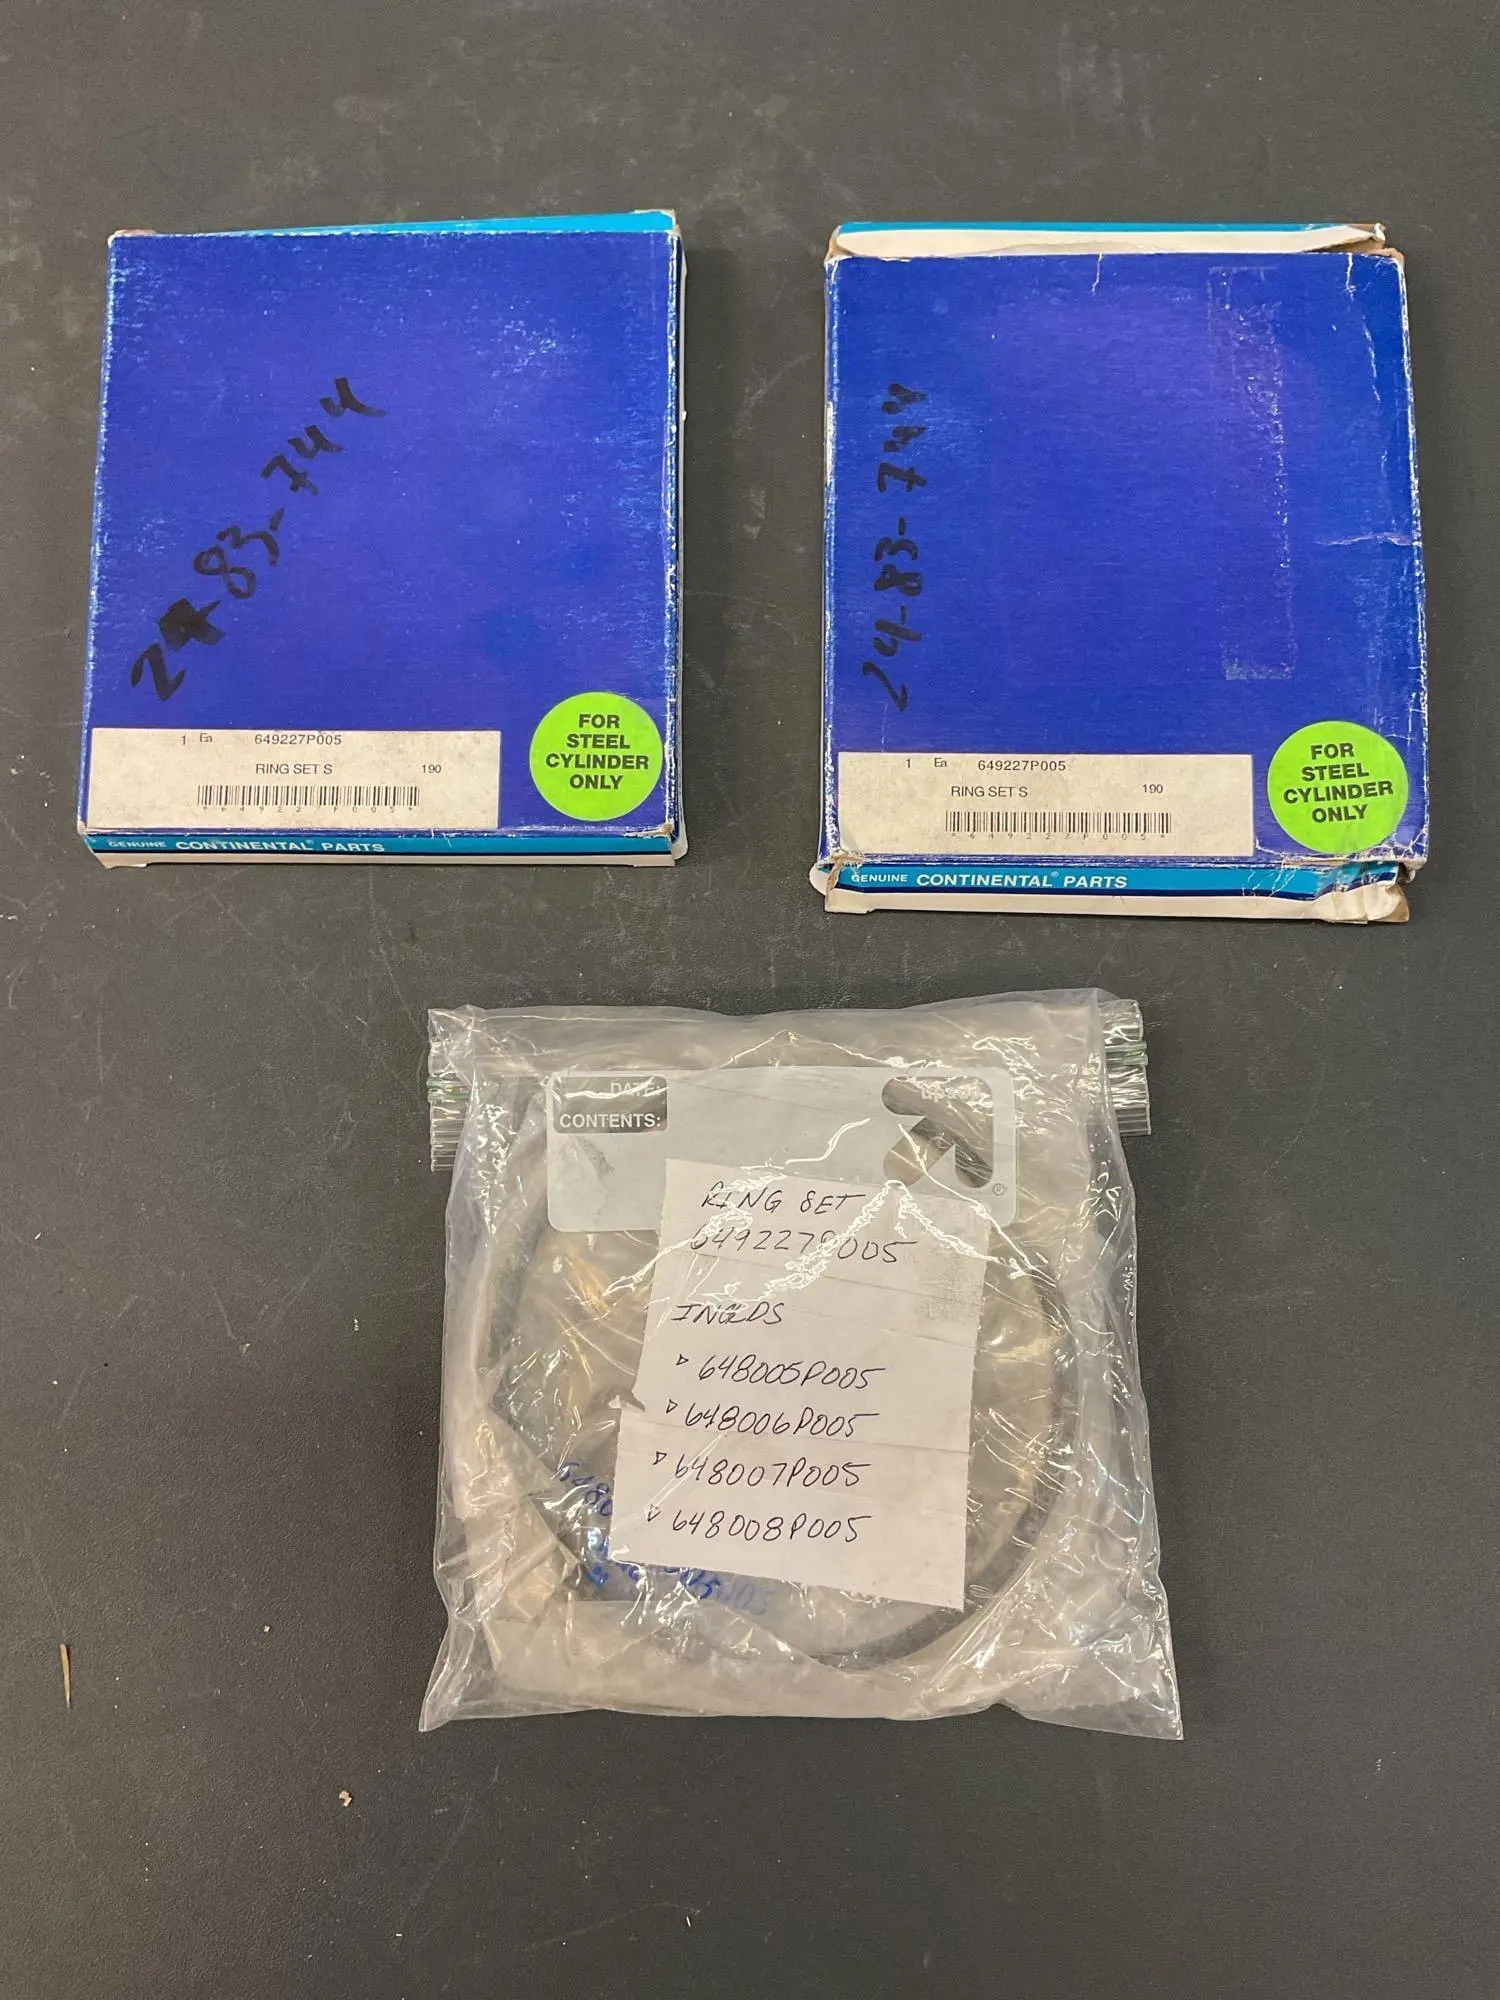 24-83-744
1 Ea 649227P005
RING SET S 190
*649227P005*
FOR
STEEL
CYLINDER
ONLY
GENUINE CONTINENTAL® PARTS
24-83-744
1 Ea 649227P005
RING SET S 190
*649227P005*
FOR
STEEL
CYLINDER
ONLY
GENUINE CONTINENTAL® PARTS
DATE:
CONTENTS:
®
RING SET
649227P005
INCLDS
▹ 648005P005
▹ 648006P005
▹ 648007P005
▹ 648008P005